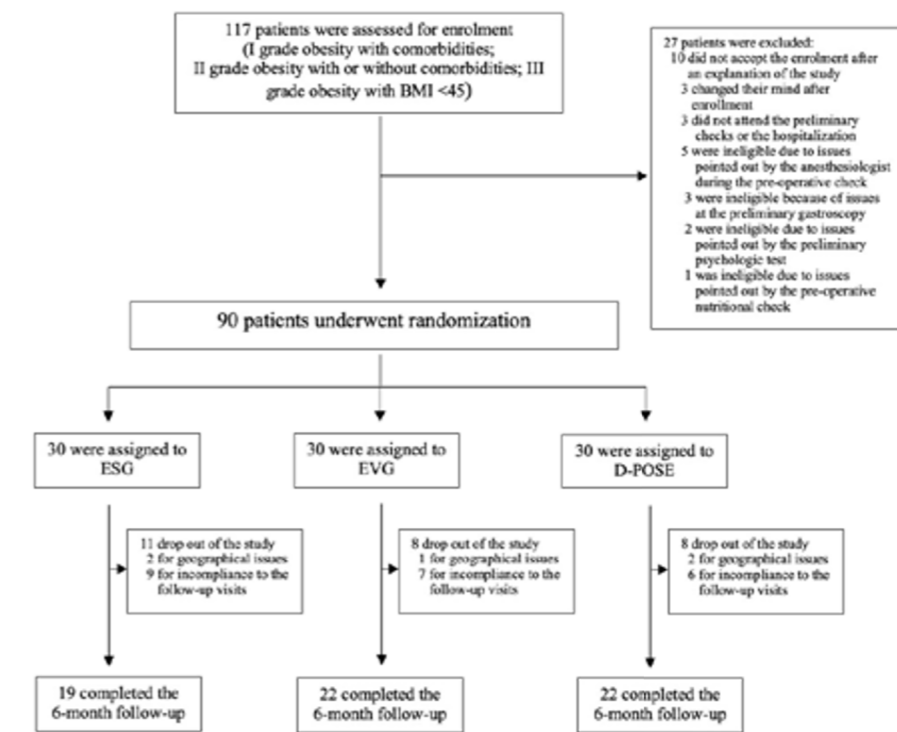 117 patients were assessed for enrolment
(I grade obesity with comorbidities;
II grade obesity with or without comorbidities; III
grade obesity with BMI <45)
27 patients were excluded:
10 did not accept the enrolment after
an explanation of the study
3 changed their mind after
enrollment
3 did not attend the preliminary
checks or the hospitalization
5 were ineligible due to issues
pointed out by the anesthesiologist
during the pre-operative check
3 were ineligible because of issues
at the preliminary gastroscopy
2 were ineligible due to issues
pointed out by the preliminary
psychologic test
1 was ineligible due to issues
pointed out by the pre-operative
nutritional check
90 patients underwent randomization
30 were assigned to
ESG
30 were assigned to
EVG
30 were assigned to
D-POSE
11 drop out of the study
2 for geographical issues
9 for incompliance to the
follow-up visits
8 drop out of the study
1 for geographical issues
7 for incompliance to the
follow-up visits
8 drop out of the study
2 for geographical issues
6 for incompliance to the
follow-up visits
19 completed the
6-month follow-up
22 completed the
6-month follow-up
22 completed the
6-month follow-up